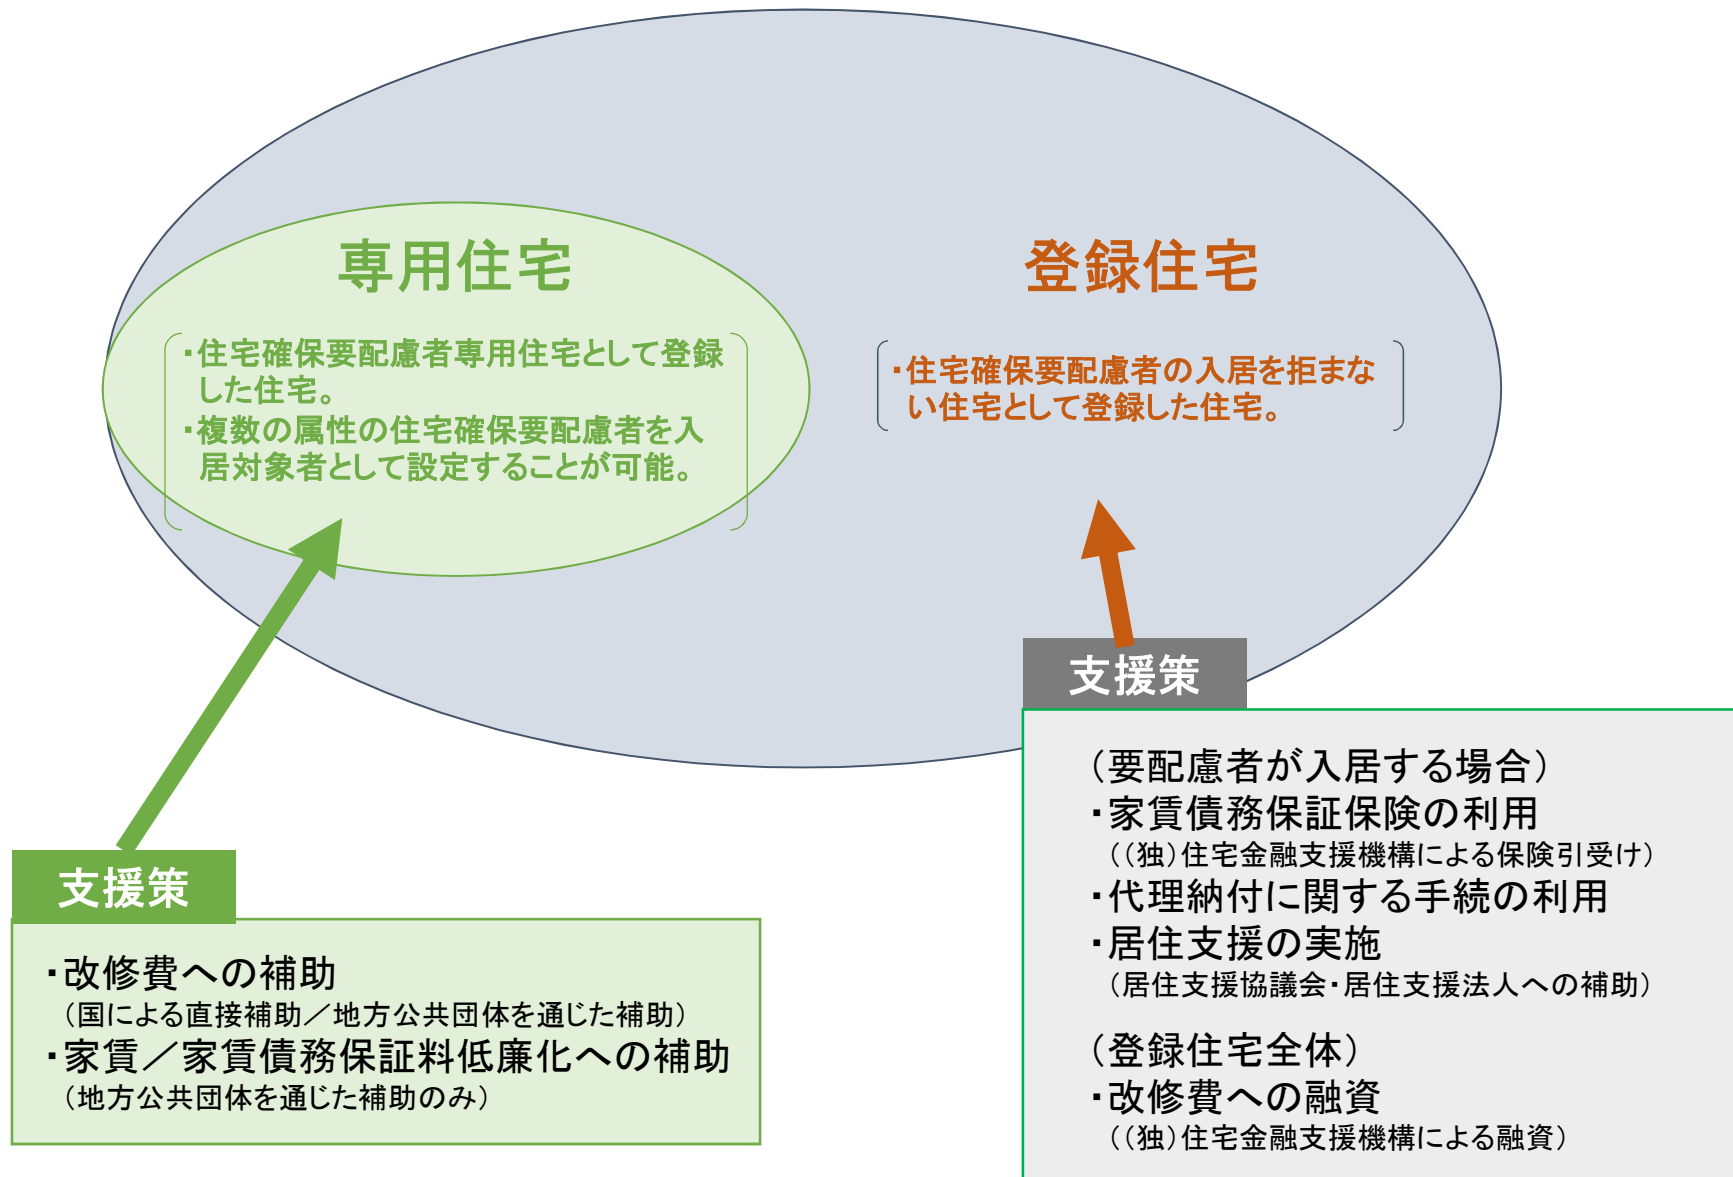 専用住宅
・住宅確保要配慮者専用住宅として登録
した住宅。
・複数の属性の住宅確保要配慮者を入
居対象者として設定することが可能。
登録住宅
・住宅確保要配慮者の入居を拒まな
い住宅として登録した住宅。
支援策
・改修費への補助
（国による直接補助／地方公共団体を通じた補助）
・家賃／家賃債務保証料低廉化への補助
（地方公共団体を通じた補助のみ）
支援策
（要配慮者が入居する場合）
・家賃債務保証保険の利用
（（独）住宅金融支援機構による保険引受け）
・代理納付に関する手続の利用
・居住支援の実施
（居住支援協議会・居住支援法人への補助）
（登録住宅全体）
・改修費への融資
（（独）住宅金融支援機構による融資）